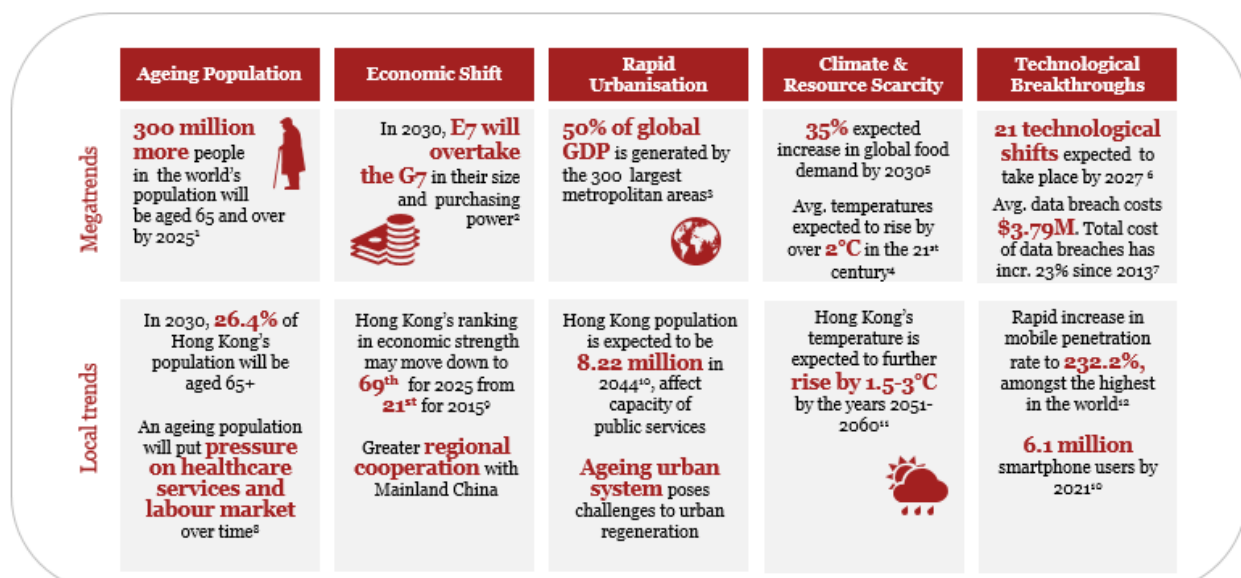 Ageing Population
Economic Shift
Rapid
Urbanisation
Climate &
Resource Scarcity
Technological
Breakthroughs
Megatrends
300 million
more people
in the world's
population will
be aged 65 and over
by 2025¹
In 2030, E7 will
overtake
the G7 in their size
and purchasing
power²
50% of global
GDP is generated by
the 300 largest
metropolitan areas³
35% expected
increase in global food
demand by 2030⁵
Avg. temperatures
expected to rise by
over 2°C in the 21st
century⁴
21 technological
shifts expected to
take place by 2027 ⁶
Avg. data breach costs
$3.79M. Total cost
of data breaches has
incr. 23% since 2013⁷
Local trends
In 2030, 26.4% of
Hong Kong's
population will be
aged 65+
An ageing population
will put pressure
on healthcare
services and
labour market
over time⁸
Hong Kong's ranking
in economic strength
may move down to
69th for 2025 from
21st for 2015⁹
Greater regional
cooperation with
Mainland China
Hong Kong population
is expected to be
8.22 million in
2044¹⁰, affect
capacity of
public services
Ageing urban
system poses
challenges to urban
regeneration
Hong Kong's
temperature is
expected to further
rise by 1.5-3°C
by the years 2051-
2060¹¹
Rapid increase in
mobile penetration
rate to 232.2%,
amongst the highest
in the world¹²
6.1 million
smartphone users by
2021¹⁰